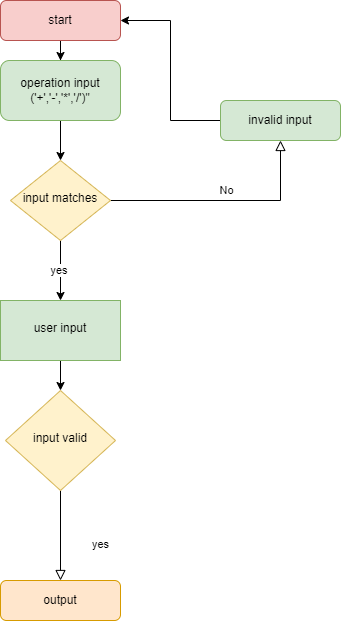 start
operation input
('+','-','*','/')"
invalid input
input matches
No
yes
user input
input valid
yes
output